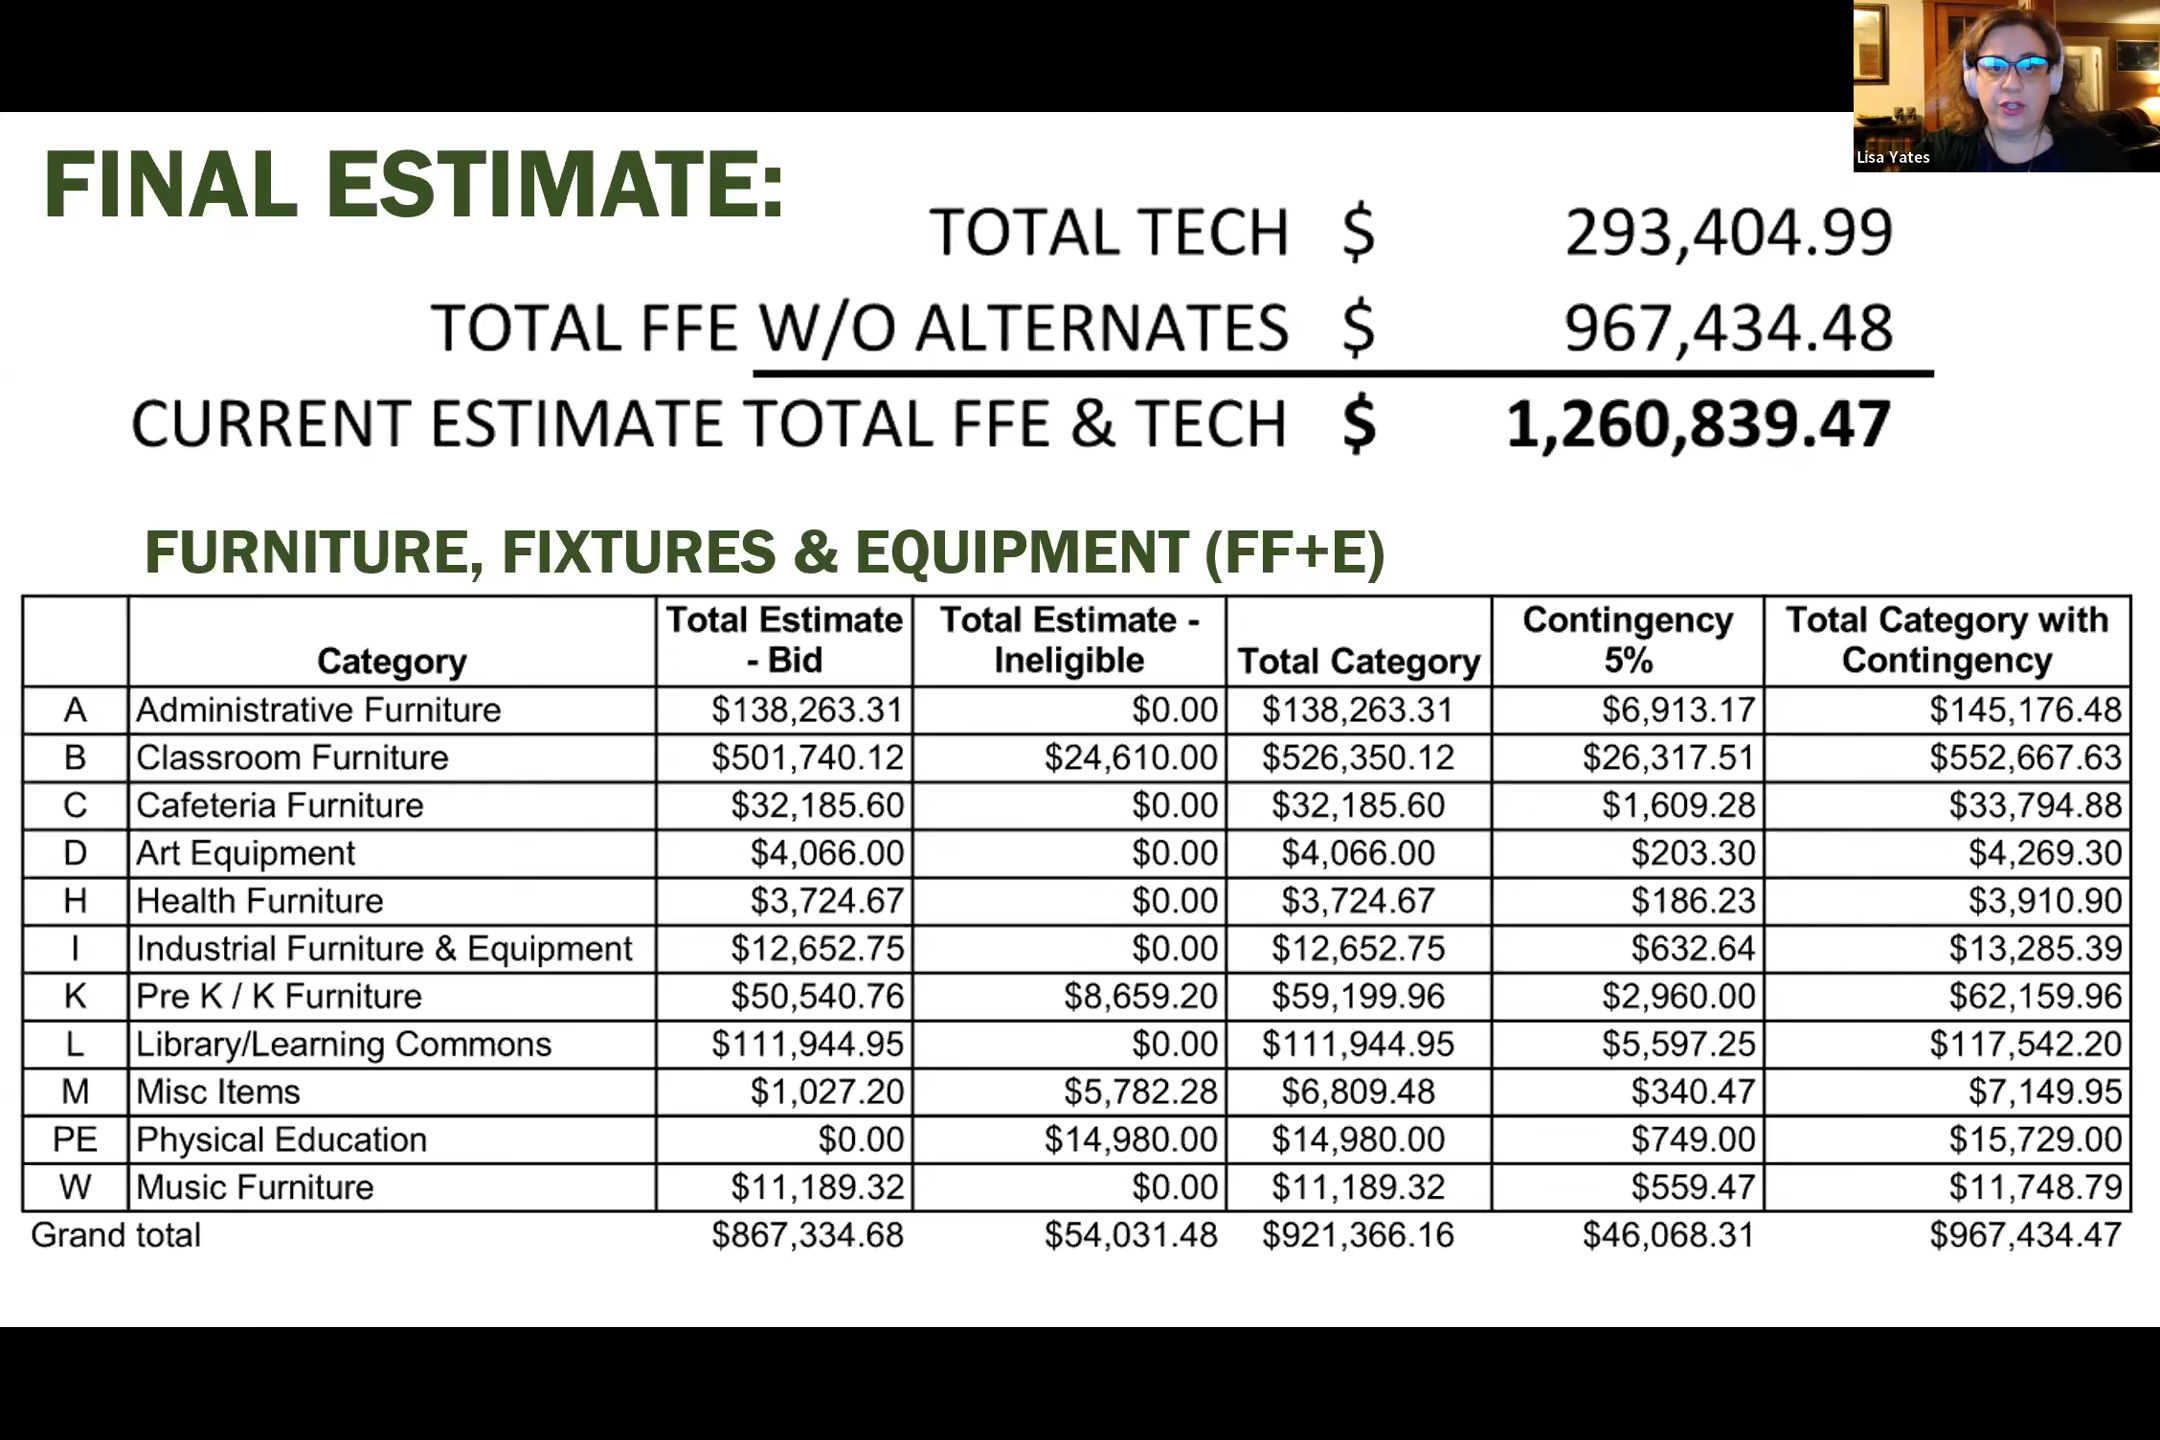 Lisa Yates
FINAL ESTIMATE:
TOTAL TECH $ 293,404.99
TOTAL FFE W/O ALTERNATES $ 967,434.48
CURRENT ESTIMATE TOTAL FFE & TECH $ 1,260,839.47
FURNITURE, FIXTURES & EQUIPMENT (FF+E)
Category Total Estimate - Bid Total Estimate - Ineligible Total Category Contingency 5% Total Category with Contingency
A Administrative Furniture $138,263.31 $0.00 $138,263.31 $6,913.17 $145,176.48
B Classroom Furniture $501,740.12 $24,610.00 $526,350.12 $26,317.51 $552,667.63
C Cafeteria Furniture $32,185.60 $0.00 $32,185.60 $1,609.28 $33,794.88
D Art Equipment $4,066.00 $0.00 $4,066.00 $203.30 $4,269.30
H Health Furniture $3,724.67 $0.00 $3,724.67 $186.23 $3,910.90
I Industrial Furniture & Equipment $12,652.75 $0.00 $12,652.75 $632.64 $13,285.39
K Pre K / K Furniture $50,540.76 $8,659.20 $59,199.96 $2,960.00 $62,159.96
L Library/Learning Commons $111,944.95 $0.00 $111,944.95 $5,597.25 $117,542.20
M Misc Items $1,027.20 $5,782.28 $6,809.48 $340.47 $7,149.95
PE Physical Education $0.00 $14,980.00 $14,980.00 $749.00 $15,729.00
W Music Furniture $11,189.32 $0.00 $11,189.32 $559.47 $11,748.79
Grand total $867,334.68 $54,031.48 $921,366.16 $46,068.31 $967,434.47